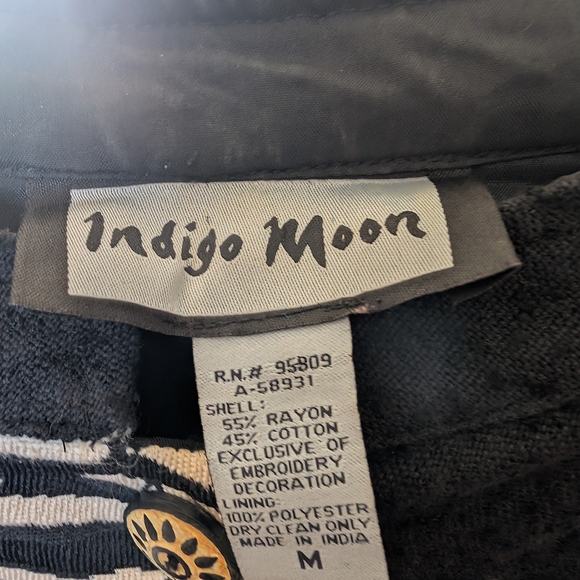 Indigo Moon
R.N.# 95809
A-58931
SHELL:
55% RAYON
45% COTTON
EXCLUSIVE OF
EMBROIDERY
DECORATION
LINING:
100% POLYESTER
DRY CLEAN ONLY
MADE IN INDIA
M